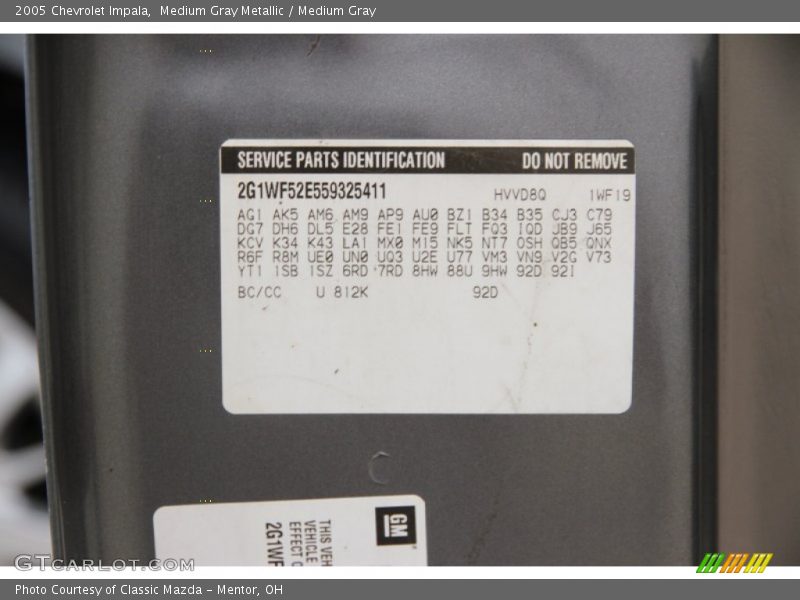 2005 Chevrolet Impala, Medium Gray Metallic / Medium Gray
SERVICE PARTS IDENTIFICATION DO NOT REMOVE
2G1WF52E559325411 HVVD8Q 1WF19
AG1 AK5 AM6 AM9 AP9 AU0 BZ1 B34 B35 CJ3 C79
DG7 DH6 DL5 E28 FE1 FE9 FLT FQ3 IQD JB9 J65
KCV K34 K43 LA1 MX0 M15 NK5 NT7 OSH QB5 QNX
R6F R8M UE0 UN0 UQ3 U2E U77 VM3 VN9 V2G V73
YT1 1SB 1SZ 6RD 7RD 8HW 88U 9HW 92D 92I
BC/CC U 812K 92D
GM
THIS VEH
VEHICLE
EFFECT O
2G1WF
GTCARLOT.COM
Photo Courtesy of Classic Mazda - Mentor, OH